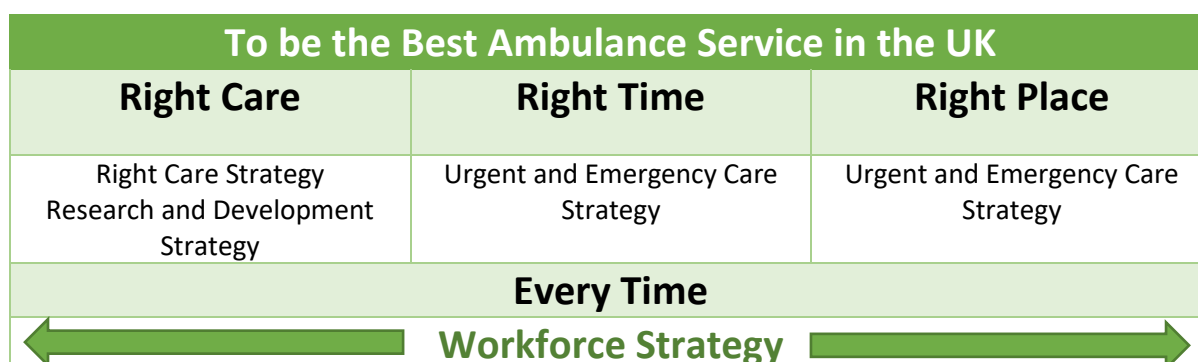 To be the Best Ambulance Service in the UK
Right Care
Right Time
Right Place
Right Care Strategy
Research and Development
Strategy
Urgent and Emergency Care
Strategy
Urgent and Emergency Care
Strategy
Every Time
Workforce Strategy